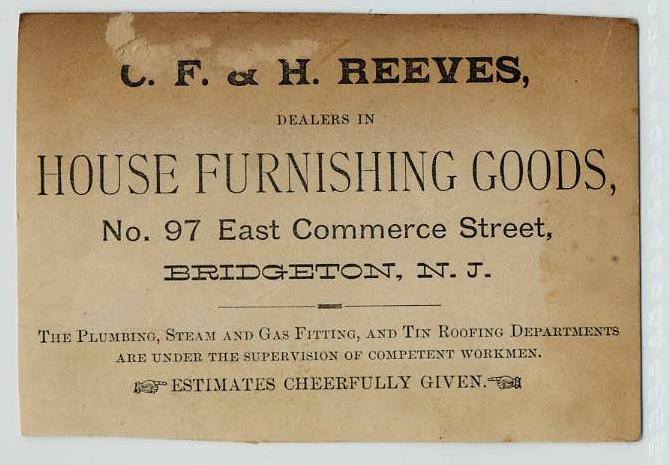 C. F. & H. REEVES,
DEALERS IN
HOUSE FURNISHING GOODS,
No. 97 East Commerce Street,
BRIDGETON, N. J.
THE PLUMBING, STEAM AND GAS FITTING, AND TIN ROOFING DEPARTMENTS
ARE UNDER THE SUPERVISION OF COMPETENT WORKMEN.
☞ ESTIMATES CHEERFULLY GIVEN. ☜